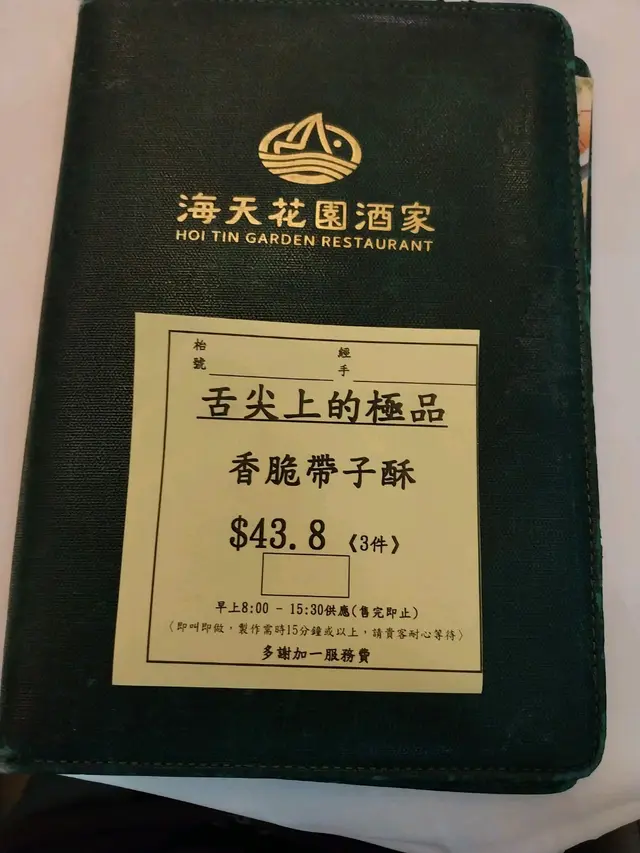 海天花園酒家
HOI TIN GARDEN RESTAURANT
枱號 經手
舌尖上的極品
香脆帶子酥
$43.8 《3件》
早上8:00 - 15:30供應(售完即止)
〈即叫即做，製作需時15分鐘或以上，請貴客耐心等待〉
多謝加一服務費